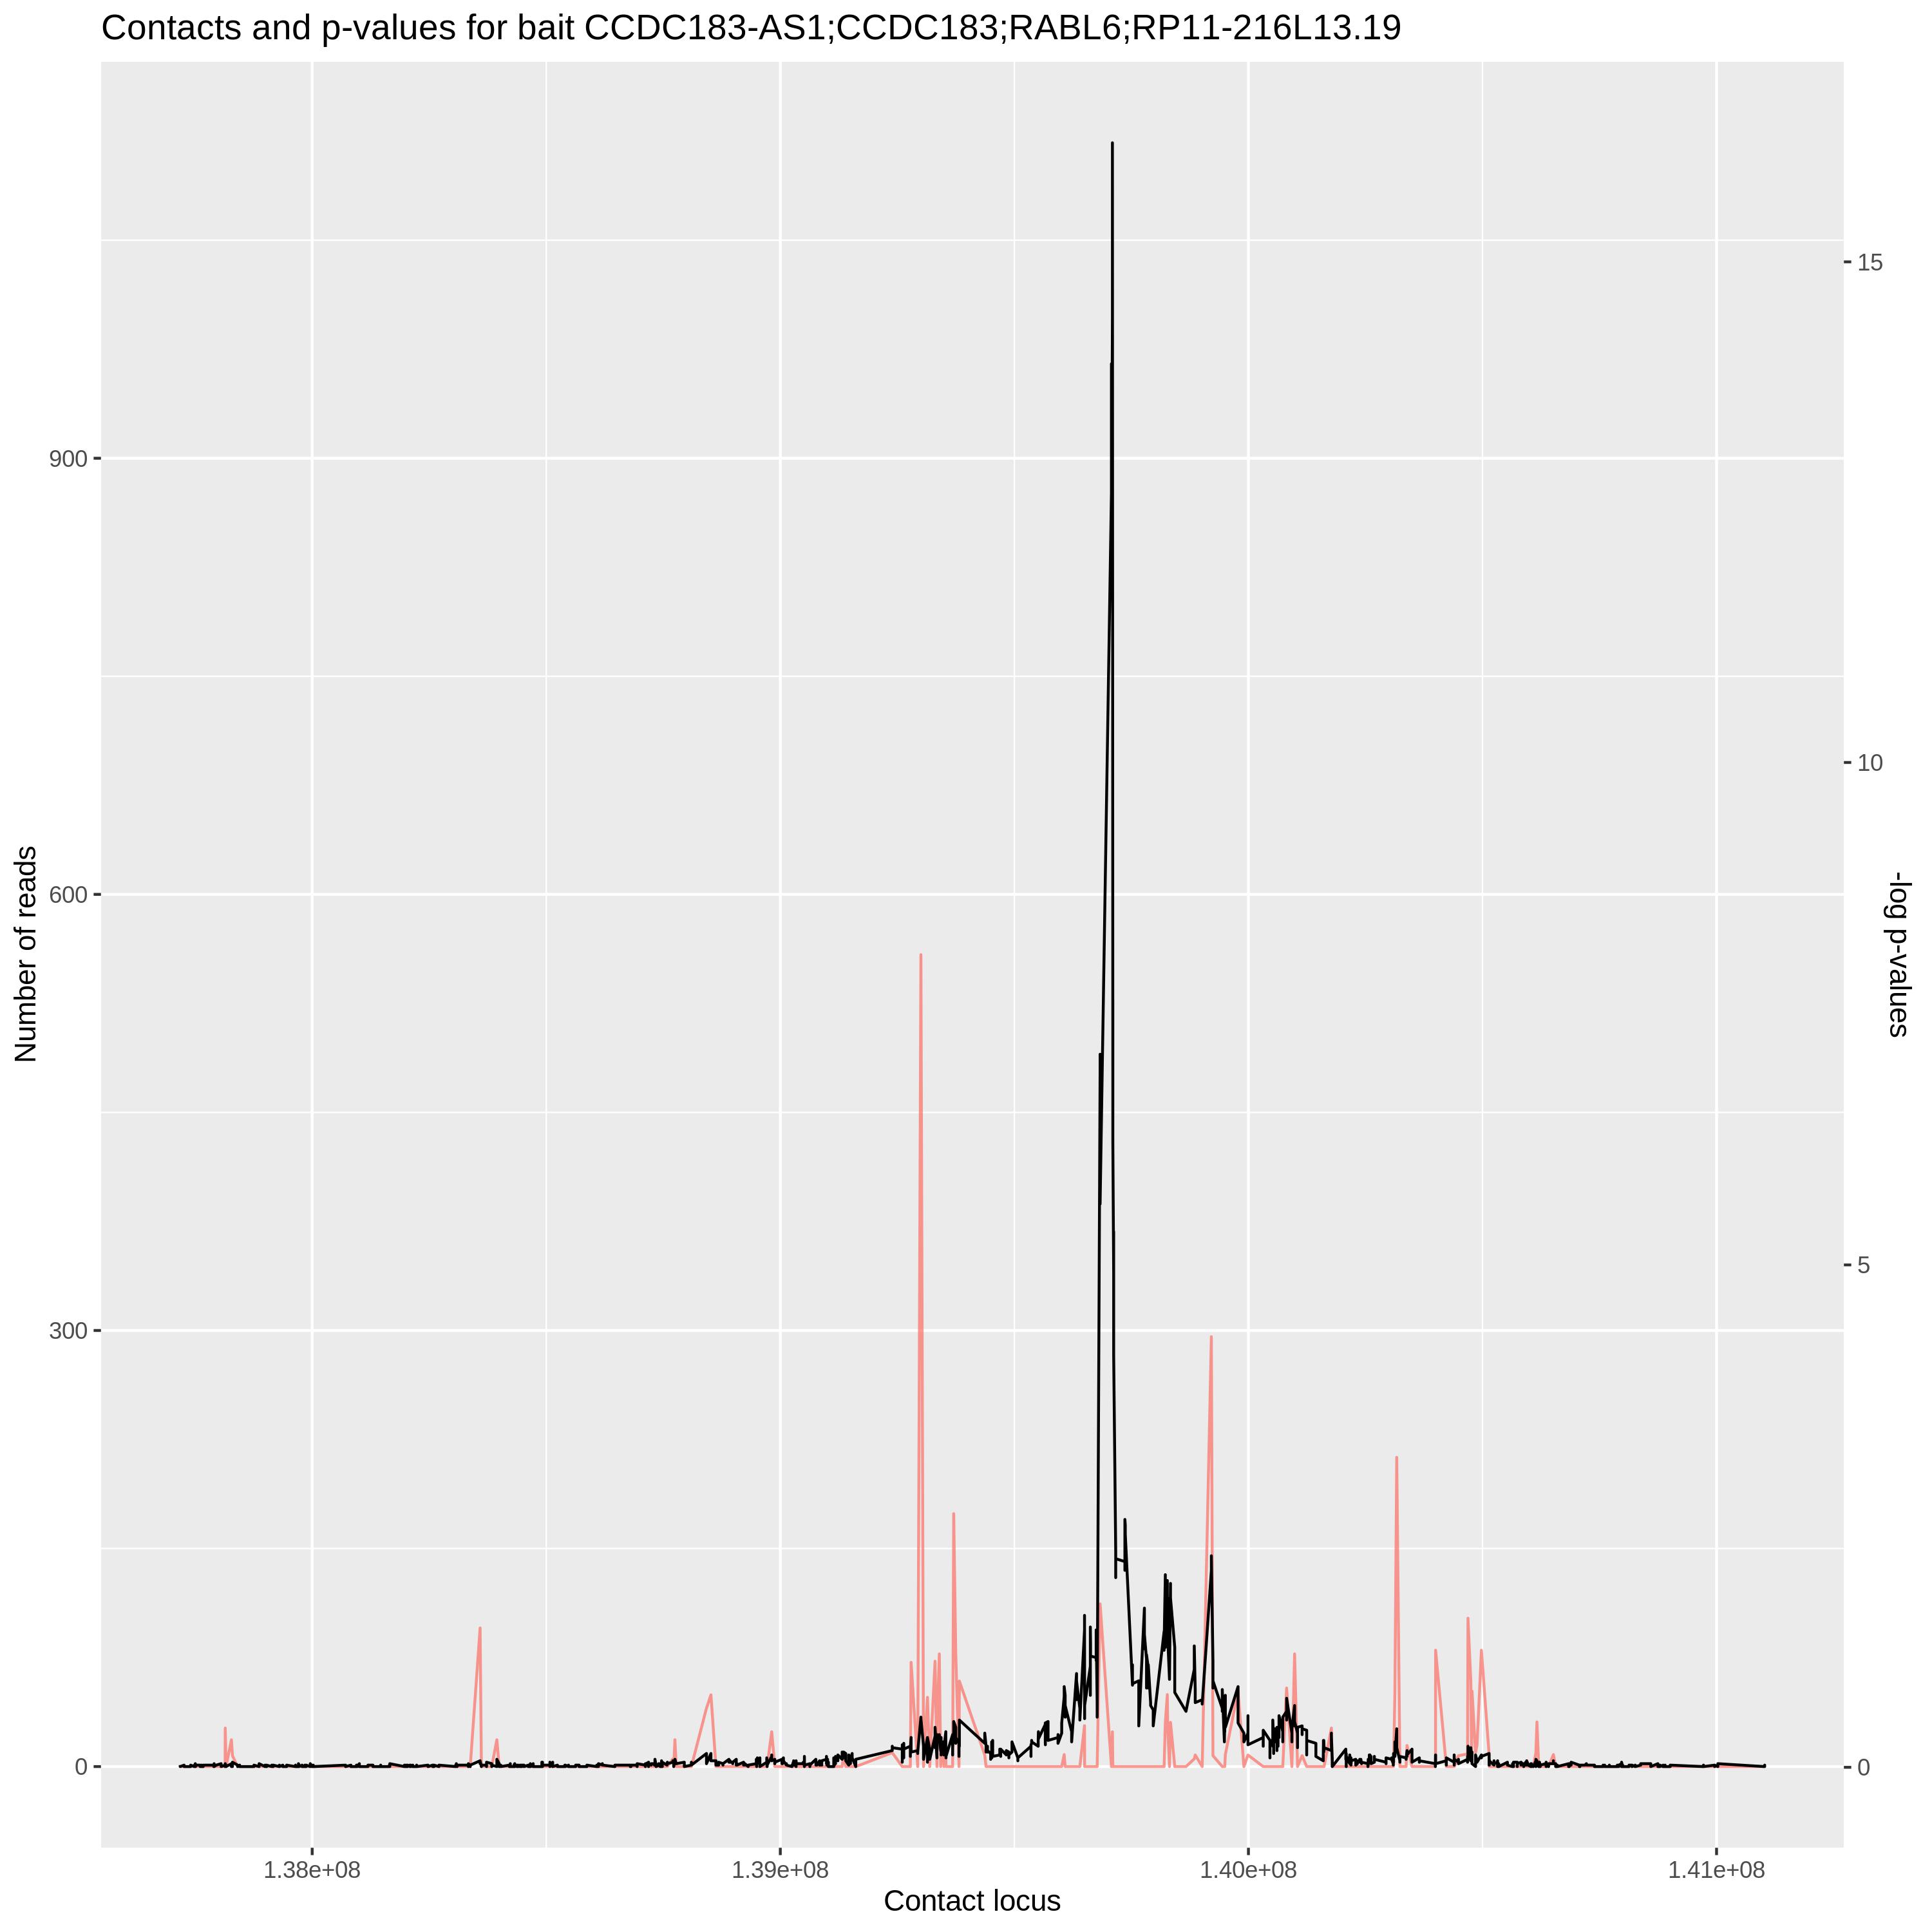 Contacts and p-values for bait CCDC183-AS1;CCDC183;RABL6;RP11-216L13.19
Number of reads
900
600
300
0
15
10
5
0
-log p-values
1.38e+08
1.39e+08
1.40e+08
1.41e+08
Contact locus